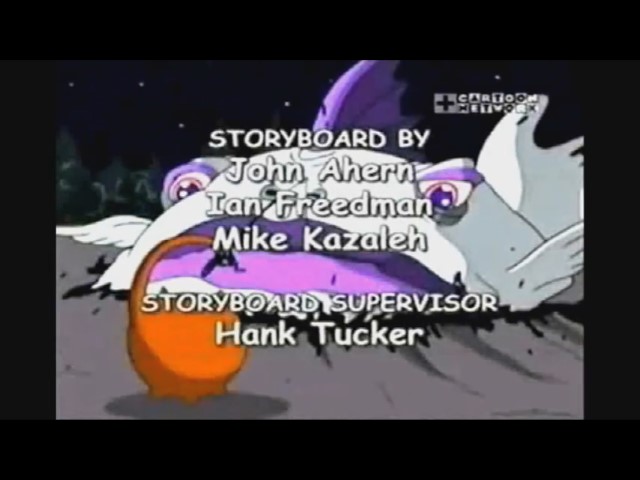 + CARTOON
NETWORK
STORYBOARD BY
John Ahern
Ian Freedman
Mike Kazaleh
STORYBOARD SUPERVISOR
Hank Tucker